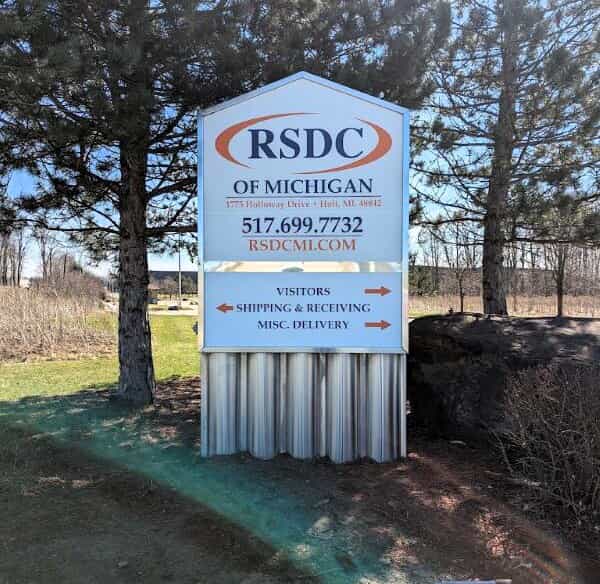 RSDC
OF MICHIGAN
1775 Holloway Drive • Holt, MI. 48842
517.699.7732
RSDCMI.COM
VISITORS
SHIPPING & RECEIVING
MISC. DELIVERY